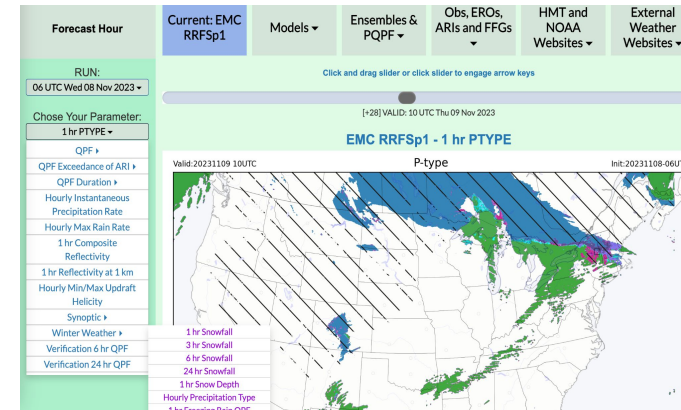 Forecast Hour
Current: EMC
RRFSp1
Models
Ensembles &
PQPF
Obs, EROs,
ARIs and FFGs
HMT and
NOAA
Websites
External
Weather
Websites
RUN:
06 UTC Wed 08 Nov 2023
Click and drag slider or click slider to engage arrow keys
[+28] VALID: 10 UTC Thu 09 Nov 2023
Chose Your Parameter:
1 hr PTYPE
EMC RRFSp1 - 1 hr PTYPE
Valid:20231109 10UTC
P-type
Init:20231108-06U
QPF
QPF Exceedance of ARI
QPF Duration
Hourly Instantaneous
Precipitation Rate
Hourly Max Rain Rate
1 hr Composite
Reflectivity
1 hr Reflectivity at 1 km
Hourly Min/Max Updraft
Helicity
Synoptic
Winter Weather
Verification 6 hr QPF
Verification 24 hr QPF
1 hr Snowfall
3 hr Snowfall
6 hr Snowfall
24 hr Snowfall
1 hr Snow Depth
Hourly Precipitation Type
1 hr Freezing Rain QPF